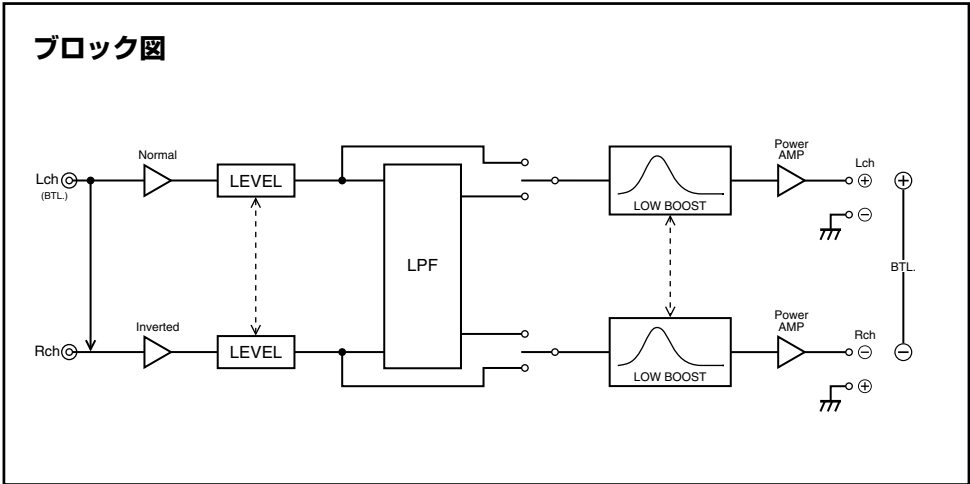 ブロック図
Normal
Lch
(BTL.)
LEVEL
LOW BOOST
Power
AMP
Lch
⊕
⊖
⊕
LPF
BTL.
Rch
Inverted
LEVEL
LOW BOOST
Power
AMP
Rch
⊖
⊕
⊖